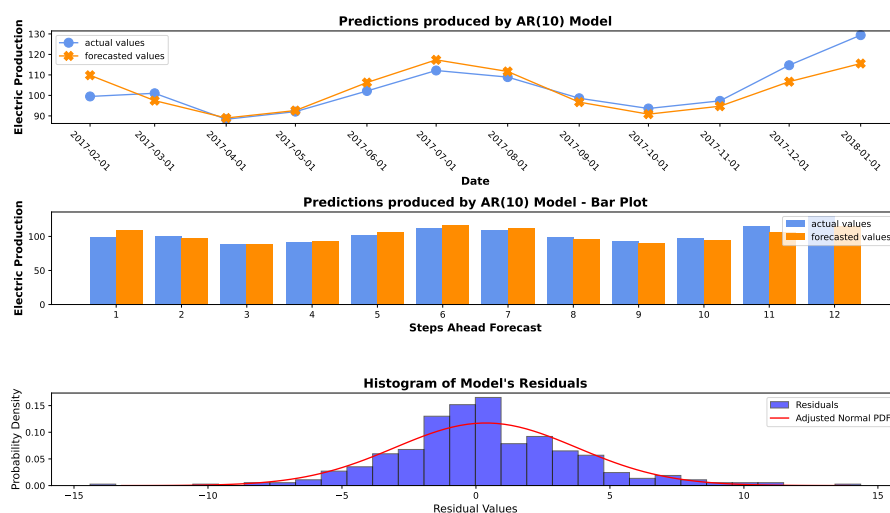 Predictions produced by AR(10) Model
Electric Production
130
120
110
100
90
actual values
forecasted values
2017-02-01
2017-03-01
2017-04-01
2017-05-01
2017-06-01
2017-07-01
2017-08-01
2017-09-01
2017-10-01
2017-11-01
2017-12-01
2018-01-01
Date
Predictions produced by AR(10) Model - Bar Plot
Electric Production
100
50
0
actual values
forecasted values
1 2 3 4 5 6 7 8 9 10 11 12
Steps Ahead Forecast
Histogram of Model's Residuals
Probability Density
0.15
0.10
0.05
0.00
Residuals
Adjusted Normal PDF
−15 −10 −5 0 5 10 15
Residual Values